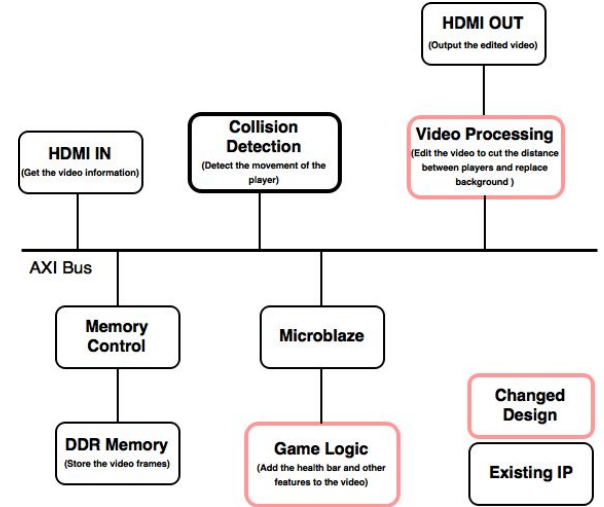 HDMI OUT
(Output the edited video)
Collision
Detection
(Detect the movement of the
player)
Video Processing
(Edit the video to cut the distance
between players and replace
background )
HDMI IN
(Get the video information)
AXI Bus
Memory
Control
Microblaze
Changed
Design
DDR Memory
(Store the video frames)
Game Logic
(Add the health bar and other
features to the video)
Existing IP